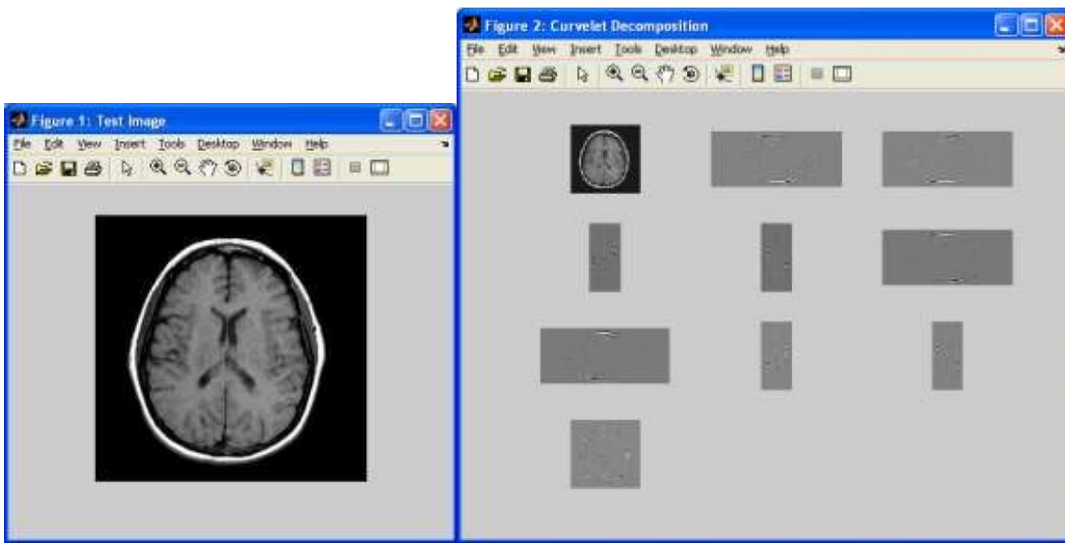 Figure 1: Test Image
File Edit View Insert Tools Desktop Window Help
Figure 2: Curvelet Decomposition
File Edit View Insert Tools Desktop Window Help